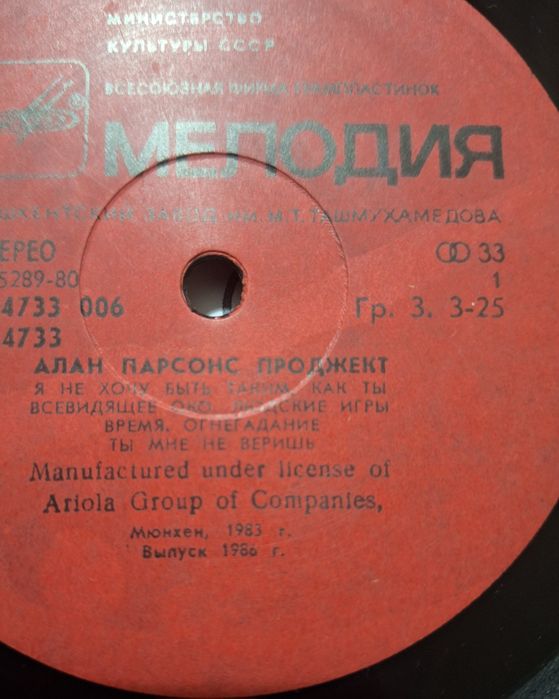 МИНИСТЕРСТВО
КУЛЬТУРЫ СССР
ВСЕСОЮЗНАЯ ФИРМА ГРАМПЛАСТИНОК
МЕЛОДИЯ
ШКЕНТСКИЙ ЗАВОД ИМ. М.Т. ТАШМУХАМЕДОВА
ЕРЕО
33
5289-80
1
4733 006
Гр. 3. 3-25
4733
АЛАН ПАРСОНС ПРОДЖЕКТ
Я НЕ ХОЧУ БЫТЬ ТАКИМ, КАК ТЫ
ВСЕВИДЯЩЕЕ ОКО. ЛЮДСКИЕ ИГРЫ
ВРЕМЯ. ОГНЕГАДАНИЕ
ТЫ МНЕ НЕ ВЕРИШЬ
Manufactured under license of
Ariola Group of Companies,
Мюнхен, 1983 г.
Выпуск 1986 г.